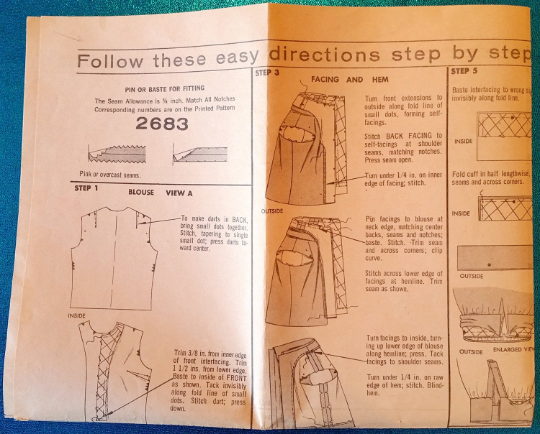 Follow these easy directions step by step
PIN OR BASTE FOR FITTING
The Seam Allowance is ⅝ inch. Match All Notches
Corresponding numbers are on the Printed Pattern
2683
Pink or overcast seams.
STEP 1 BLOUSE VIEW A
To make darts in BACK,
bring small dots together.
Stitch, tapering to single
small dot; press darts to-
ward center.
INSIDE
Trim 3/8 in. from inner edge
of front interfacing. Trim
1 1/2 ins. from lower edge.
Baste to inside of FRONT
as shown. Tack invisibly
along fold line of small
dots. Stitch dart; press
down.
STEP 3
FACING AND HEM
Turn front extensions to
outside along fold line of
small dots, forming self-
facings.
Stitch BACK FACING to
self-facings at shoulder
seams, matching notches.
Press seam open.
Turn under 1/4 in. on inner
edge of facing; stitch.
OUTSIDE
Pin facings to blouse at
neck edge, matching center
backs, seams and notches;
baste. Stitch. Trim seam
and across corners; clip
curve.
Stitch across lower edge of
facings at hemline. Trim
seam as shown.
Turn facings to inside, turn-
ing up lower edge of blouse
along hemline; press. Tack
facings to shoulder seams.
Turn under 1/4 in. on raw
edge of hem; stitch. Blind-
hem.
STEP 5
Baste interfacing to wrong
invisibly along fold line.
INSIDE
Fold cuff in half lengthwise,
seams and across corners.
INSIDE
OUTSIDE
OUTSIDE ENLARGED